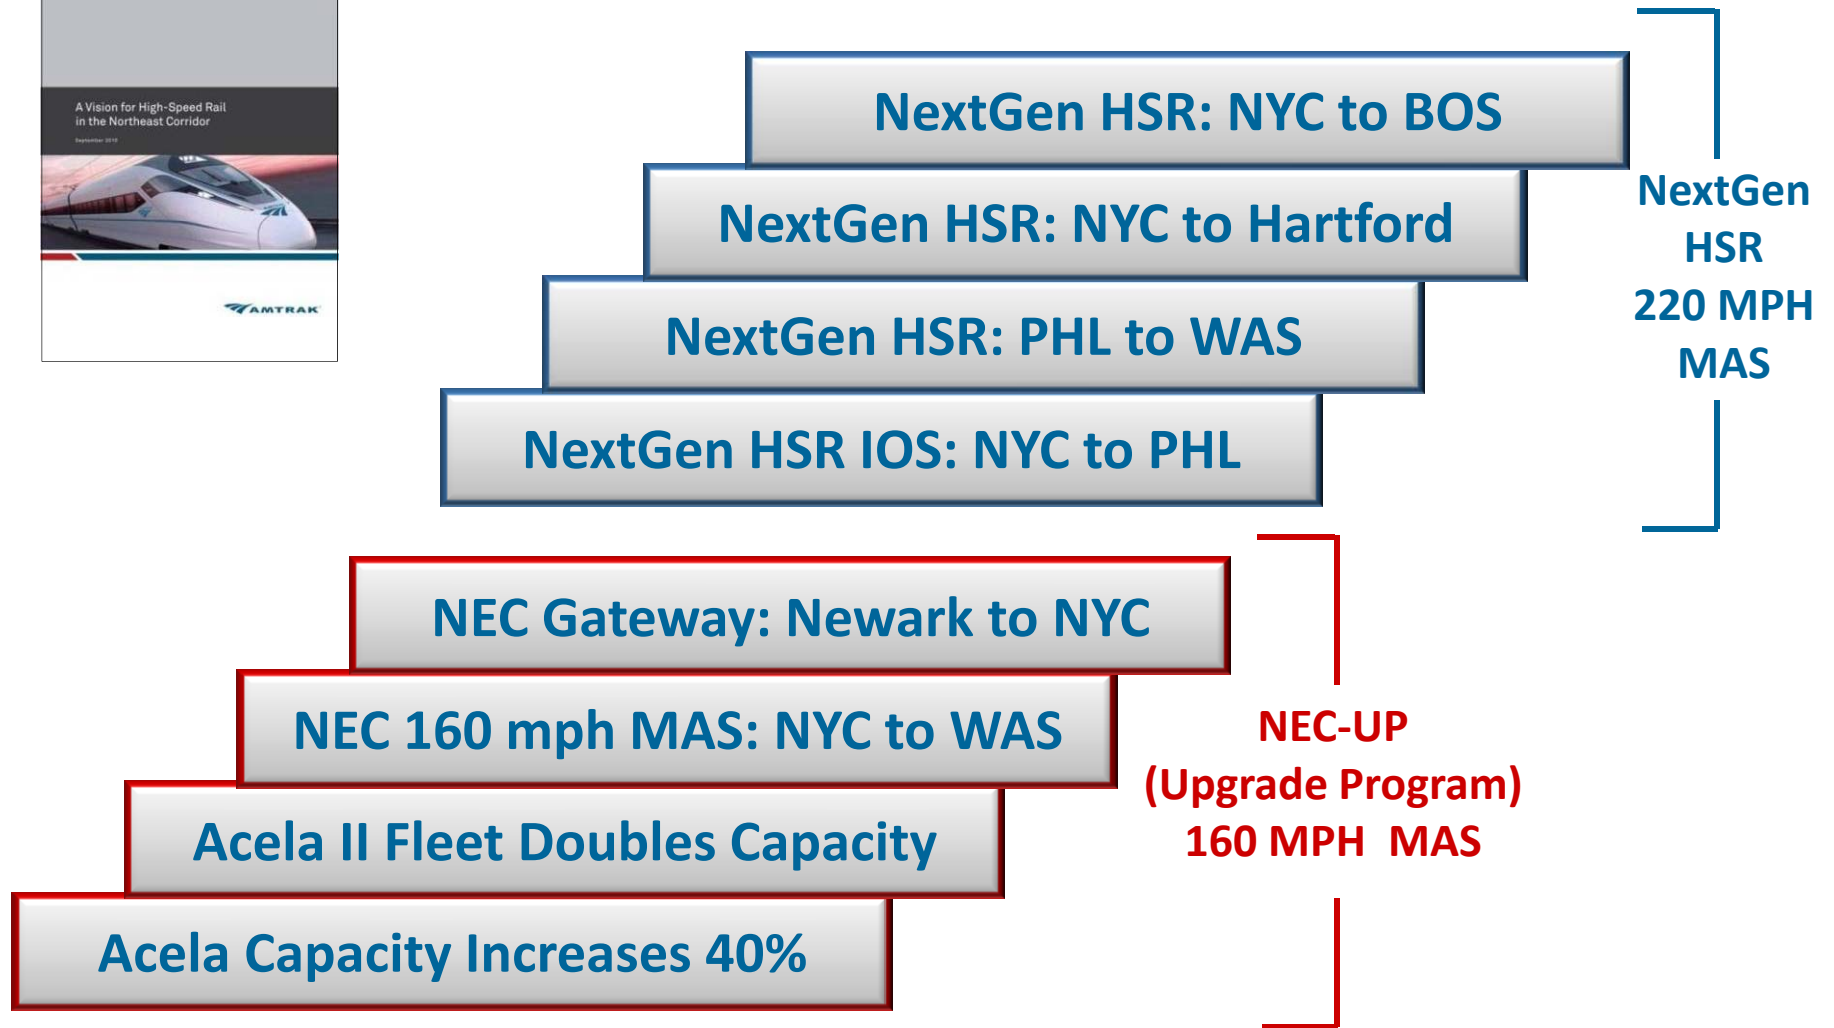 A Vision for High-Speed Rail
in the Northeast Corridor
September 2010
AMTRAK
NextGen HSR: NYC to BOS
NextGen HSR: NYC to Hartford
NextGen HSR: PHL to WAS
NextGen HSR IOS: NYC to PHL
NextGen
HSR
220 MPH
MAS
NEC Gateway: Newark to NYC
NEC 160 mph MAS: NYC to WAS
Acela II Fleet Doubles Capacity
Acela Capacity Increases 40%
NEC-UP
(Upgrade Program)
160 MPH  MAS